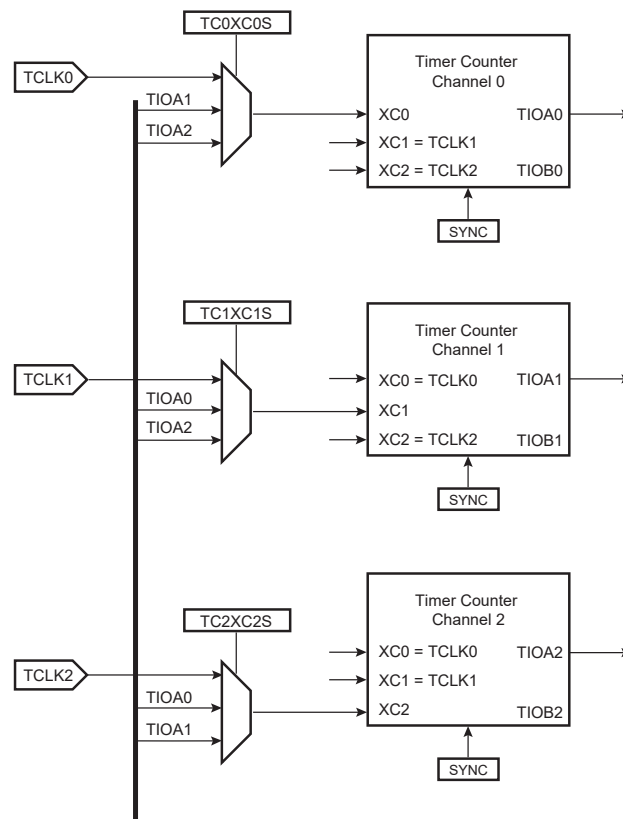 TC0XC0S
TCLK0
TIOA1
TIOA2
Timer Counter
Channel 0
XC0
TIOA0
XC1 = TCLK1
XC2 = TCLK2
TIOB0
SYNC
TC1XC1S
TCLK1
TIOA0
TIOA2
Timer Counter
Channel 1
XC0 = TCLK0
TIOA1
XC1
XC2 = TCLK2
TIOB1
SYNC
TC2XC2S
TCLK2
TIOA0
TIOA1
Timer Counter
Channel 2
XC0 = TCLK0
TIOA2
XC1 = TCLK1
XC2
TIOB2
SYNC